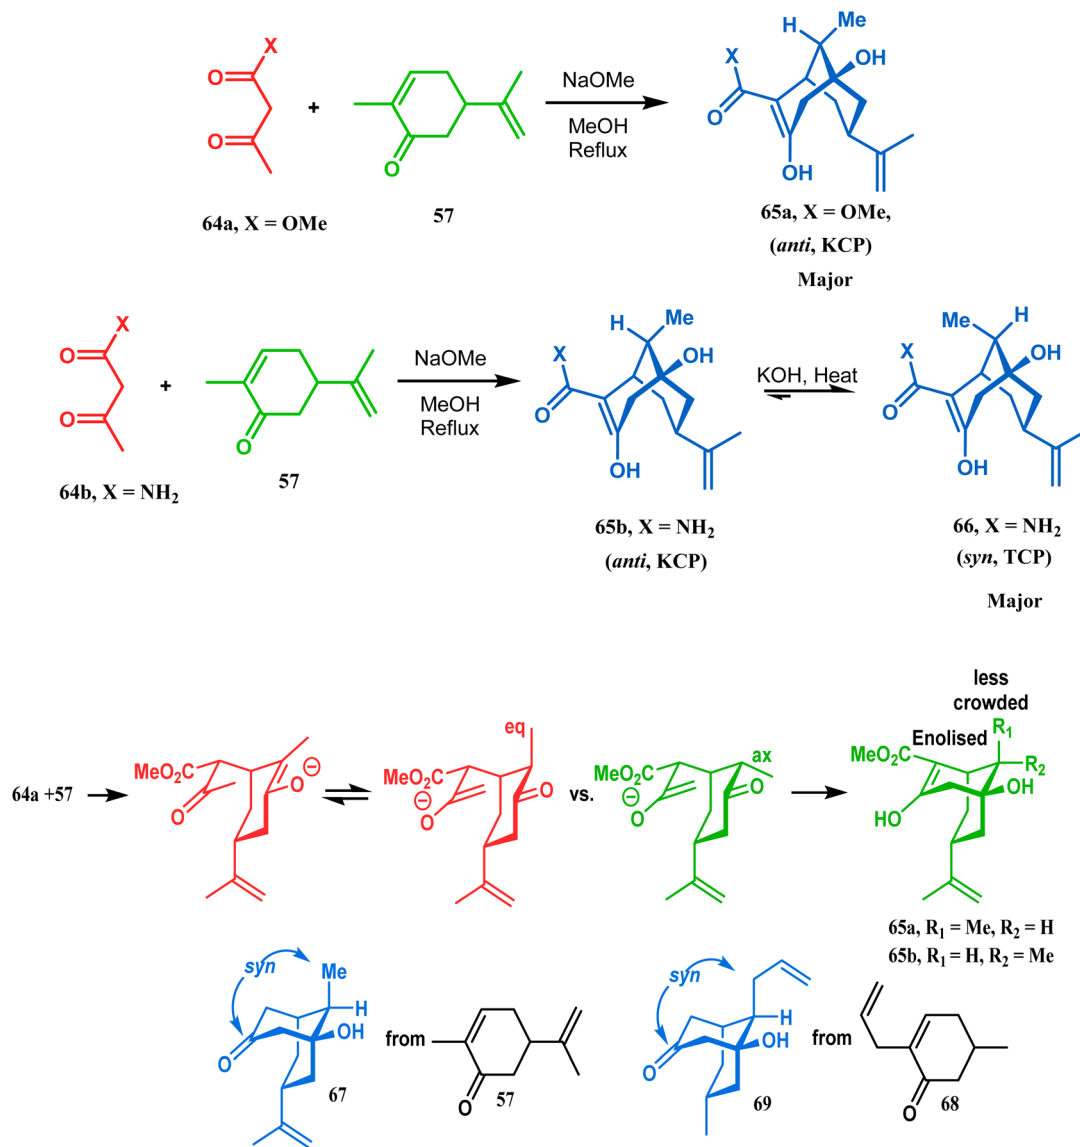 X
O
O
+
O
NaOMe
MeOH
Reflux
H
Me
OH
X
O
OH
64a, X = OMe
57
65a, X = OMe,
(anti, KCP)
Major
X
O
O
+
O
NaOMe
MeOH
Reflux
H
Me
OH
X
O
OH
KOH, Heat
Me
H
OH
X
O
OH
64b, X = NH2
57
65b, X = NH2
(anti, KCP)
66, X = NH2
(syn, TCP)
Major
64a +57
MeO2C
O
O
⊖
eq
MeO2C
⊖
O
O
vs.
ax
MeO2C
⊖
O
O
less
crowded
Enolised
R1
R2
MeO2C
OH
HO
65a, R1 = Me, R2 = H
65b, R1 = H, R2 = Me
syn
Me
H
OH
O
67
from
O
57
syn
H
OH
O
69
from
O
68